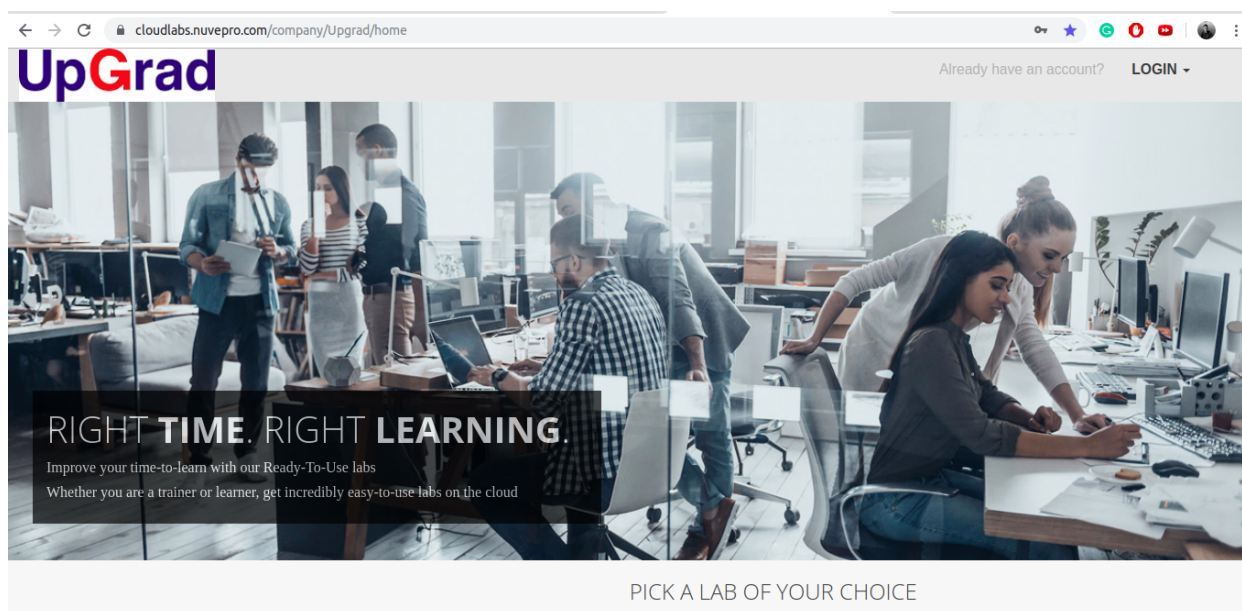 cloudlabs.nuvepro.com/company/Upgrad/home
UpGrad
Already have an account? LOGIN
RIGHT TIME. RIGHT LEARNING.
Improve your time-to-learn with our Ready-To-Use labs
Whether you are a trainer or learner, get incredibly easy-to-use labs on the cloud
PICK A LAB OF YOUR CHOICE